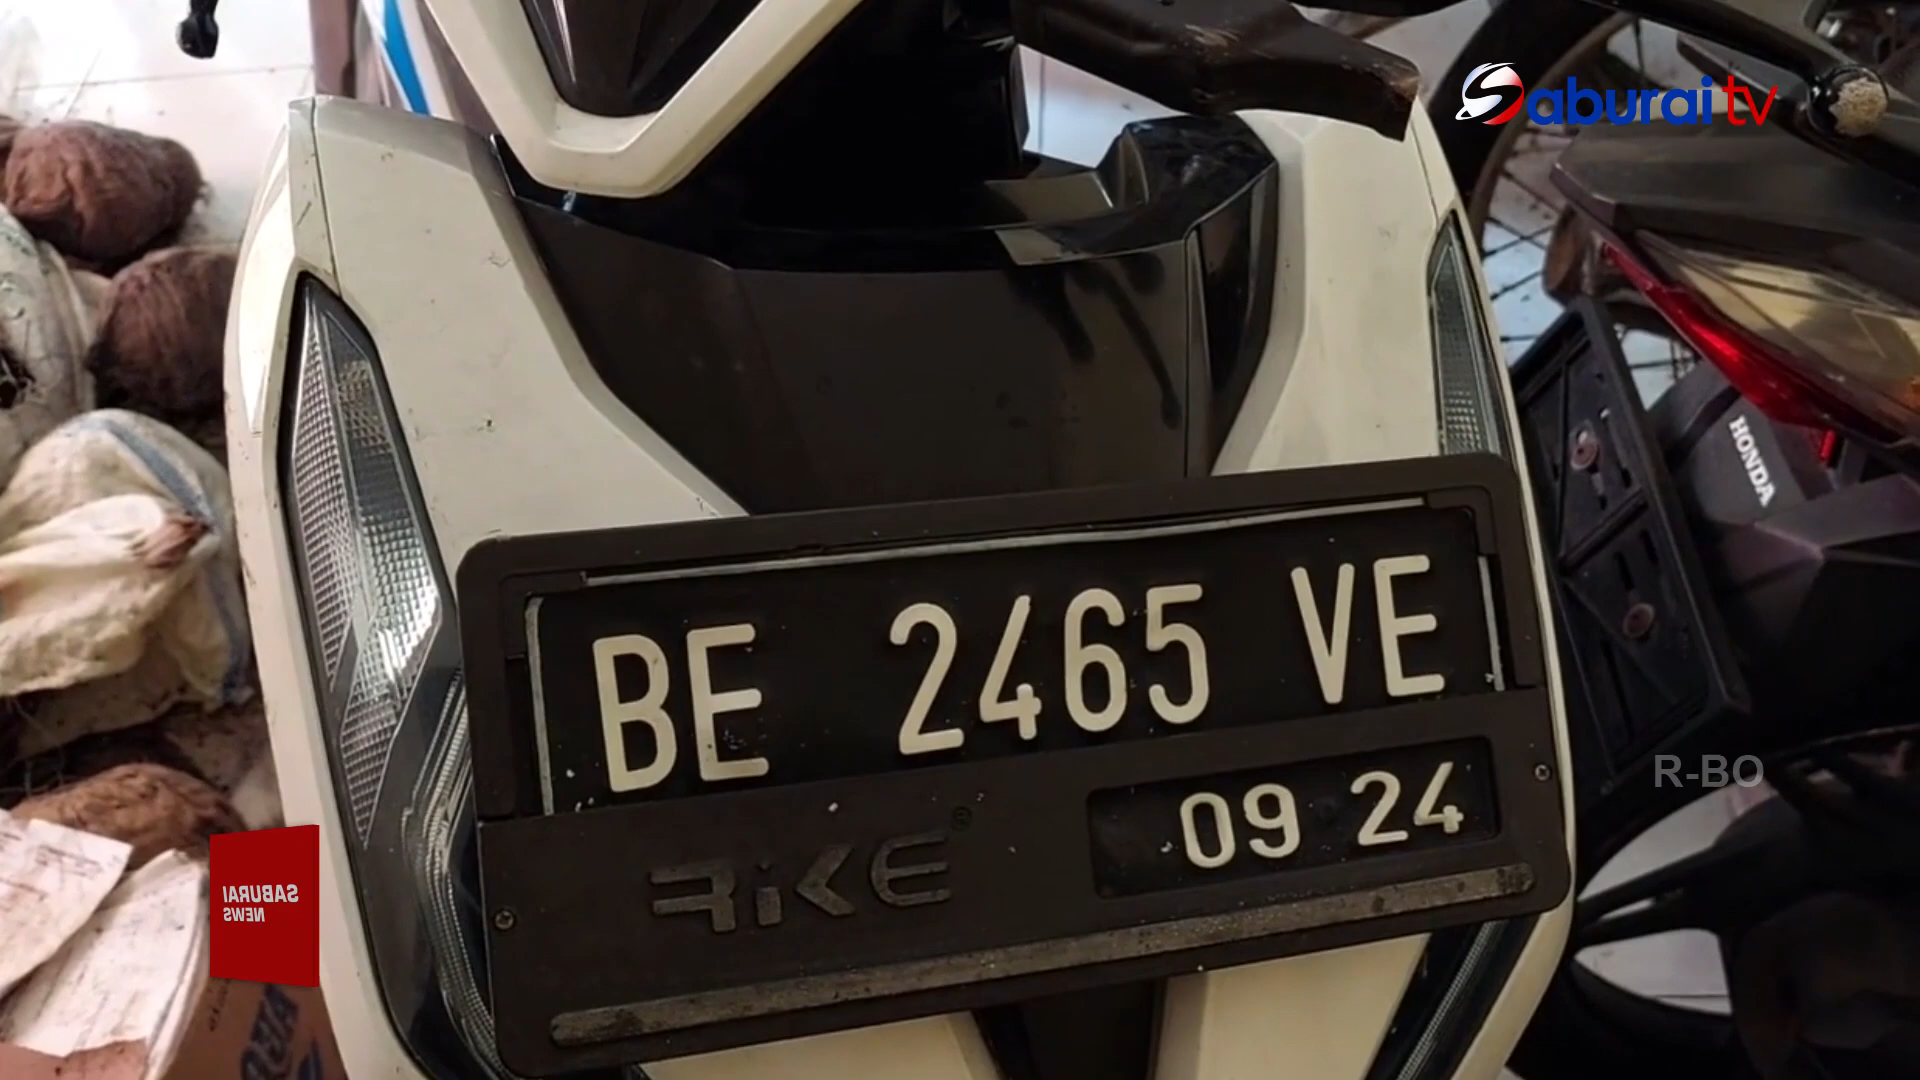 Saburai tv
HONDA
BE 2465 VE
09 24
RiKE
R-BO
SABURAI
NEWS